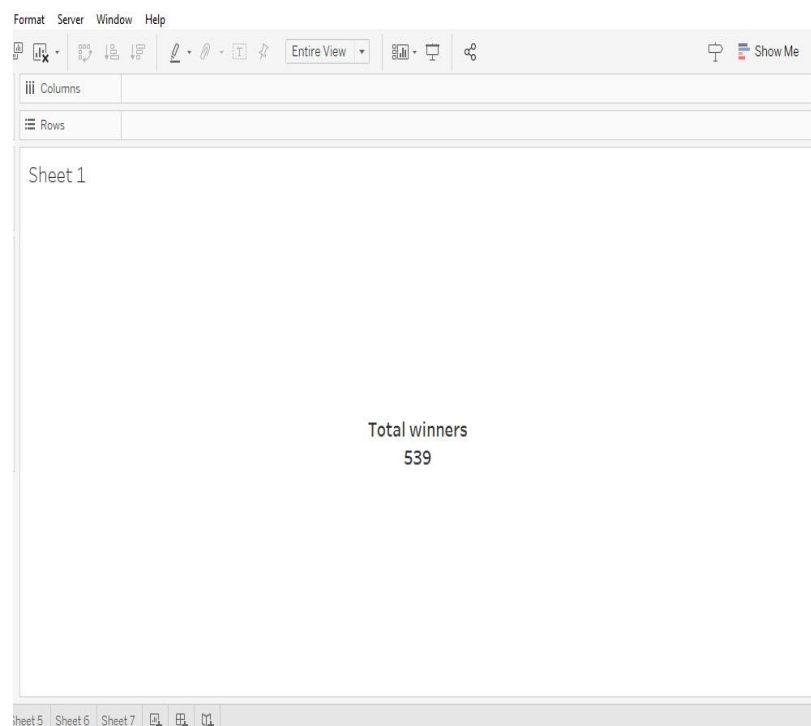 Format Server Window Help
Entire View
Show Me
Columns
Rows
Sheet 1
Total winners
539
Sheet 6 Sheet 7